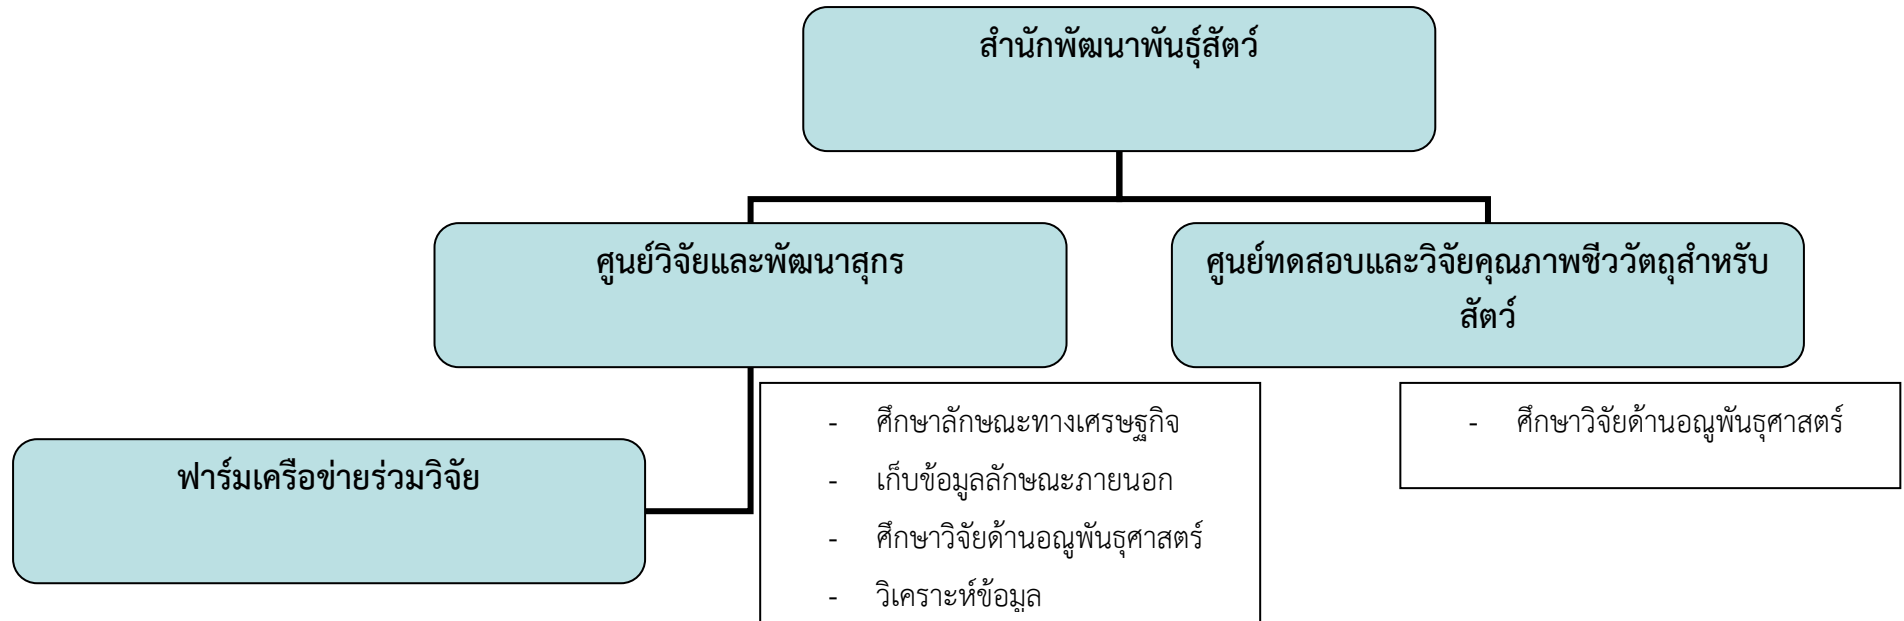 สำนักพัฒนาพันธุ์สัตว์
ศูนย์วิจัยและพัฒนาสุกร
ศูนย์ทดสอบและวิจัยคุณภาพชีววัตถุสำหรับ
สัตว์
ฟาร์มเครือข่ายร่วมวิจัย
- ศึกษาลักษณะทางเศรษฐกิจ
- เก็บข้อมูลลักษณะภายนอก
- ศึกษาวิจัยด้านอณูพันธุศาสตร์
- วิเคราะห์ข้อมูล
- ศึกษาวิจัยด้านอณูพันธุศาสตร์